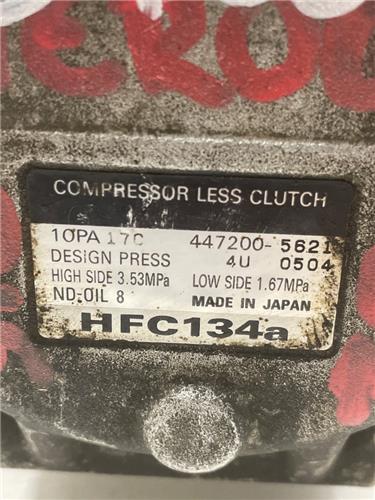 COMPRESSOR LESS CLUTCH
10PA 17C 447200-5621
DESIGN PRESS 4U 0504
HIGH SIDE 3.53MPa LOW SIDE 1.67MPa
ND-OIL 8 MADE IN JAPAN
HFC134a